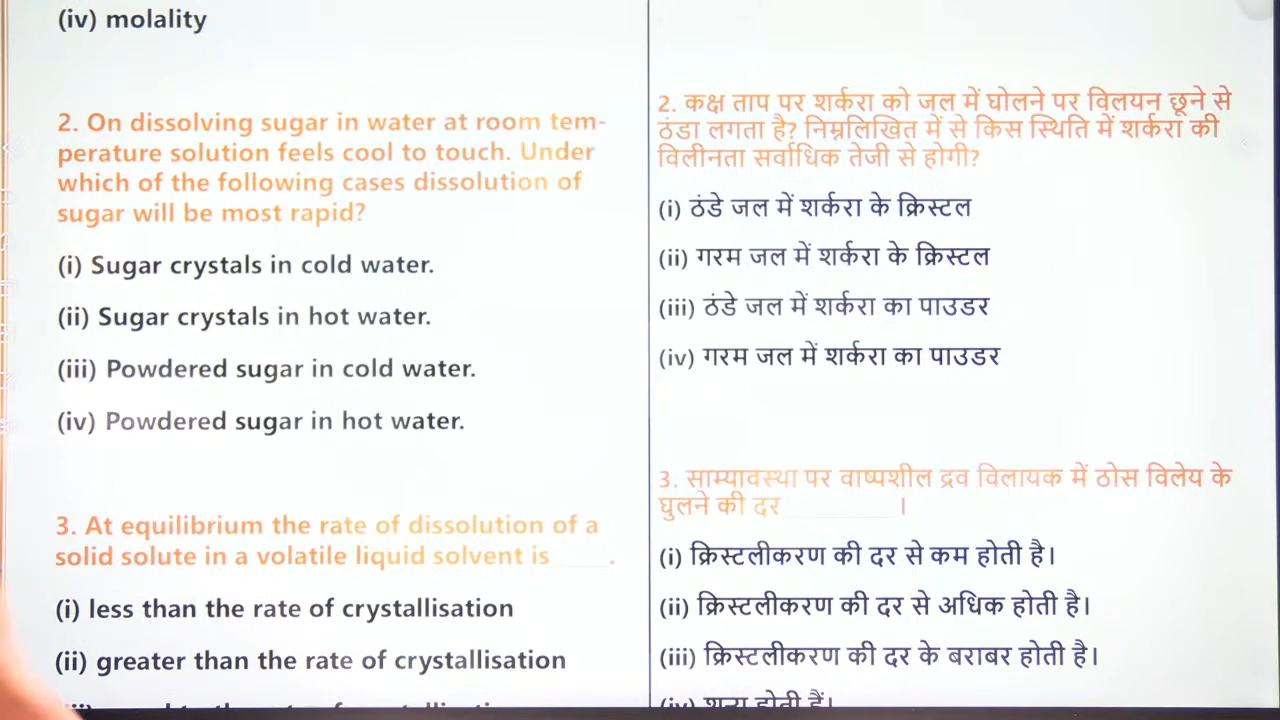 (iv) molality
2. On dissolving sugar in water at room tem-
perature solution feels cool to touch. Under
which of the following cases dissolution of
sugar will be most rapid?
(i) Sugar crystals in cold water.
(ii) Sugar crystals in hot water.
(iii) Powdered sugar in cold water.
(iv) Powdered sugar in hot water.
3. At equilibrium the rate of dissolution of a
solid solute in a volatile liquid solvent is_____.
(i) less than the rate of crystallisation
(ii) greater than the rate of crystallisation
2. कक्ष ताप पर शर्करा को जल में घोलने पर विलयन छूने से
ठंडा लगता है? निम्नलिखित में से किस स्थिति में शर्करा की
विलीनता सर्वाधिक तेजी से होगी?
(i) ठंडे जल में शर्करा के क्रिस्टल
(ii) गरम जल में शर्करा के क्रिस्टल
(iii) ठंडे जल में शर्करा का पाउडर
(iv) गरम जल में शर्करा का पाउडर
3. साम्यावस्था पर वाष्पशील द्रव विलायक में ठोस विलेय के
घुलने की दर__________।
(i) क्रिस्टलीकरण की दर से कम होती है।
(ii) क्रिस्टलीकरण की दर से अधिक होती है।
(iii) क्रिस्टलीकरण की दर के बराबर होती है।
(iv) शून्य होती हैं।